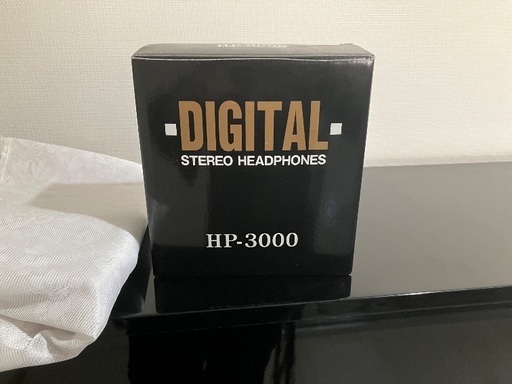 HP-3000
DIGITAL
STEREO HEADPHONES
HP-3000